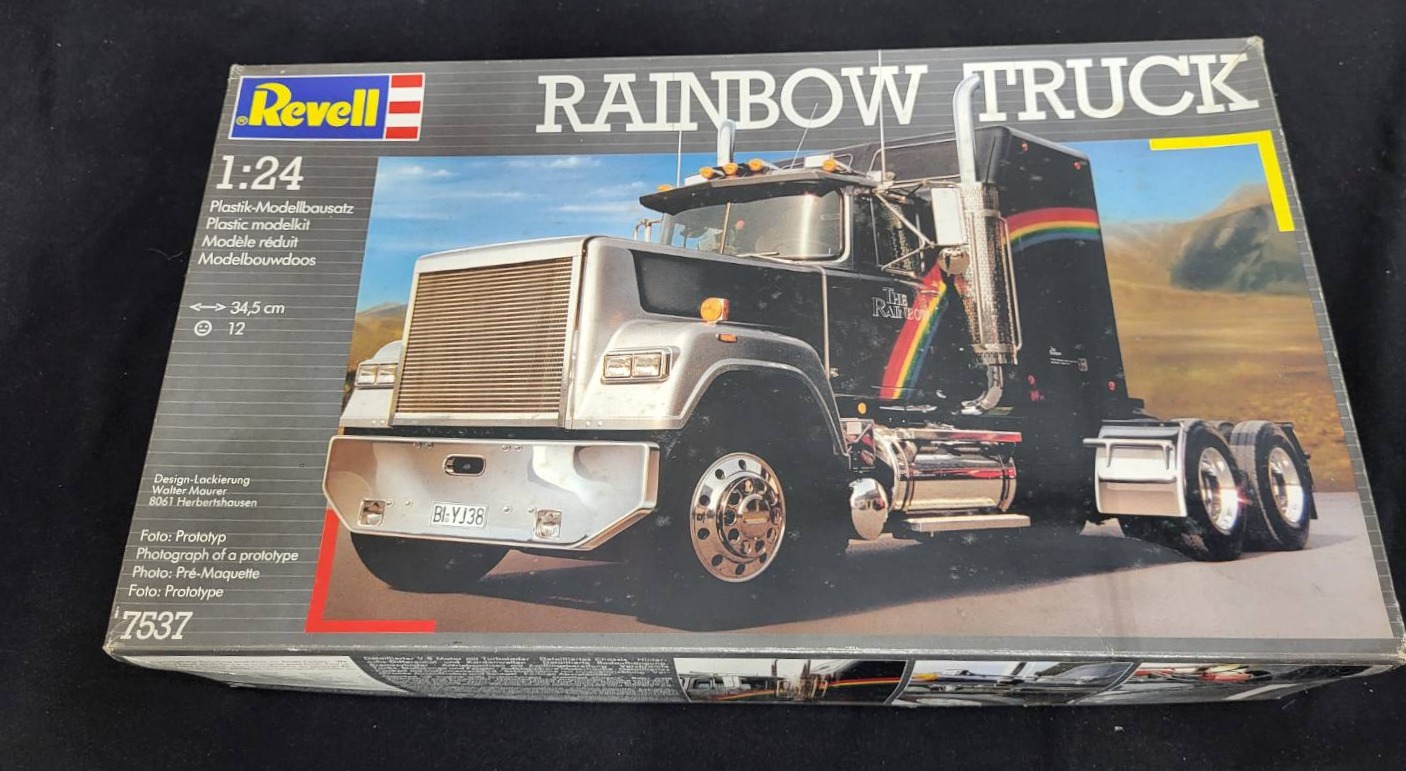 Revell
RAINBOW TRUCK
1:24
Plastik-Modellbausatz
Plastic modelkit
Modèle réduit
Modelbouwdoos
34,5 cm
12
THE
RAINBOW
BI-YJ38
Design-Lackierung
Walter Maurer
8061 Herbertshausen
Foto: Prototyp
Photograph of a prototype
Photo: Pré-Maquette
Foto: Prototype
7537